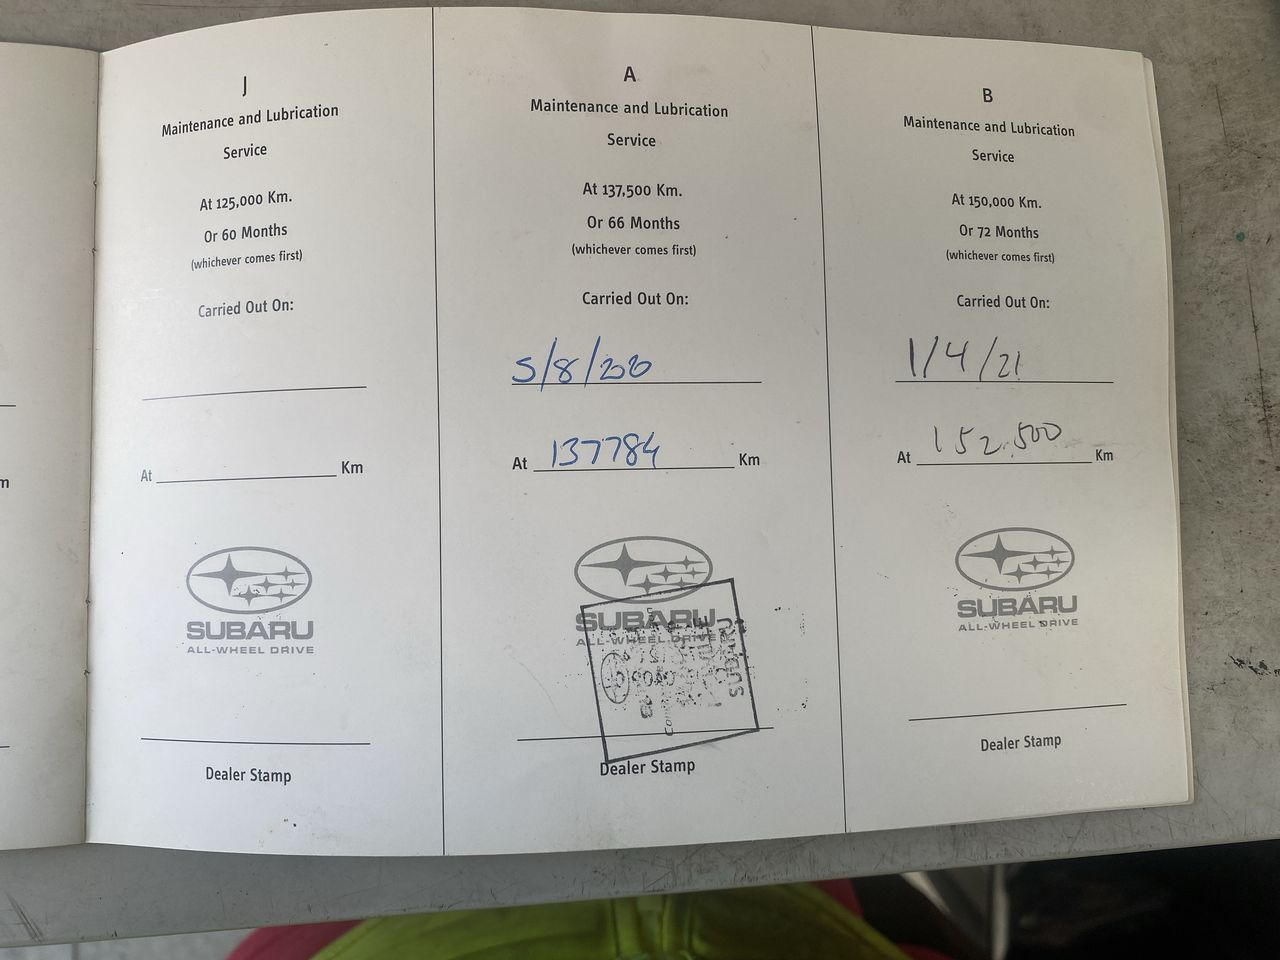 J
Maintenance and Lubrication
Service
At 125,000 Km.
Or 60 Months
(whichever comes first)
Carried Out On:
At Km
SUBARU
ALL-WHEEL DRIVE
Dealer Stamp
A
Maintenance and Lubrication
Service
At 137,500 Km.
Or 66 Months
(whichever comes first)
Carried Out On:
5/8/2020
At 137784 Km
SUBARU
ALL-WHEEL DRIVE
SUBARU
Dealer Stamp
B
Maintenance and Lubrication
Service
At 150,000 Km.
Or 72 Months
(whichever comes first)
Carried Out On:
1/4/21
At 152.500 Km
SUBARU
ALL-WHEEL DRIVE
Dealer Stamp